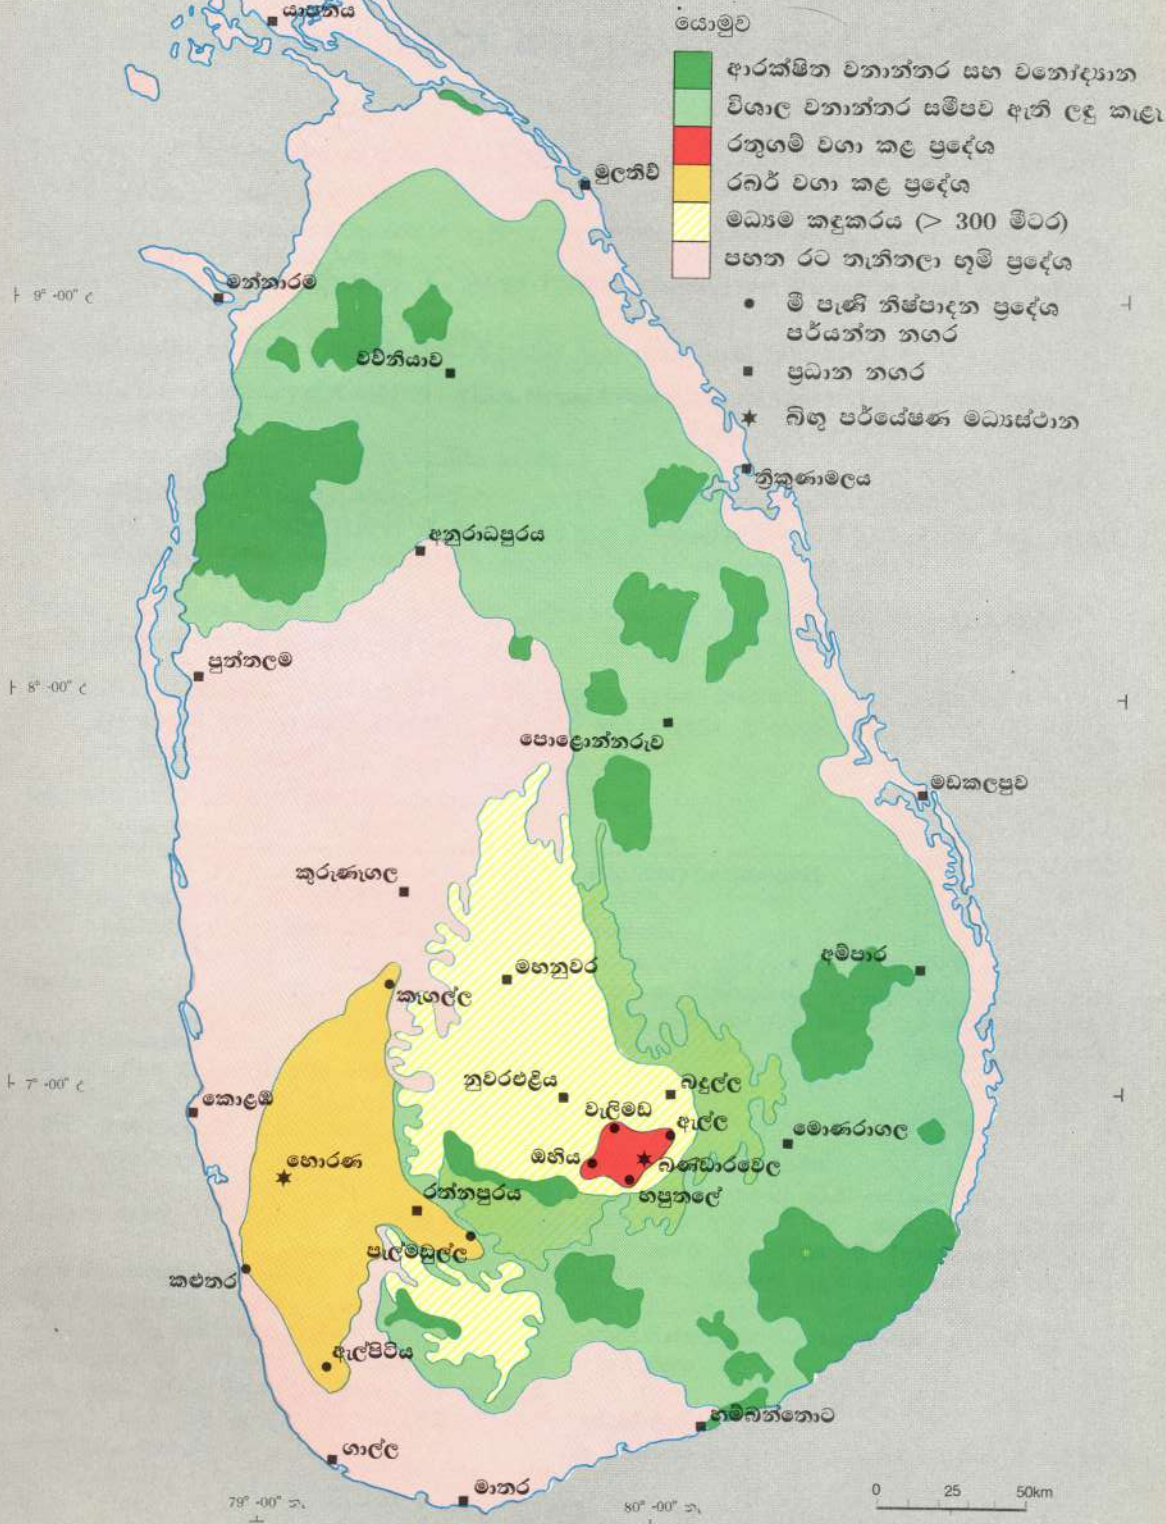 යාපනය
යොමුව
ආරක්ෂිත වනාන්තර සහ වනෝද්‍යාන
විශාල වනාන්තර සමීපව ඇති ලඳු කැළෑ
රතුගම් වගා කළ ප්‍රදේශ
රබර් වගා කළ ප්‍රදේශ
මධ්‍යම කඳුකරය (> 300 මීටර)
පහත රට තැනිතලා භූමි ප්‍රදේශ
මී පැණි නිෂ්පාදන ප්‍රදේශ
පර්යන්ත නගර
ප්‍රධාන නගර
බිඟු පර්යේෂණ මධ්‍යස්ථාන
මුලතිව්
මන්නාරම
9° -00"
වව්නියාව
ත්‍රිකුණාමලය
අනුරාධපුරය
පුත්තලම
8° -00"
පොළොන්නරුව
මඩකලපුව
කුරුණෑගල
අම්පාර
මහනුවර
කෑගල්ල
7° -00"
නුවරඑළිය
බදුල්ල
කොළඹ
වැලිමඩ
ඇල්ල
මොණරාගල
ඔහිය
බණ්ඩාරවෙල
හොරණ
හපුතලේ
රත්නපුරය
පැල්මඩුල්ල
කළුතර
ඇල්පිටිය
හම්බන්තොට
ගාල්ල
මාතර
79° -00" නැ
80° -00" නැ
0 25 50km